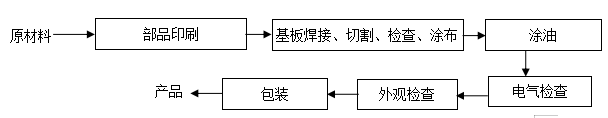 原材料
部品印刷
基板焊接、切割、检查、涂布
涂油
电气检查
外观检查
包装
产品